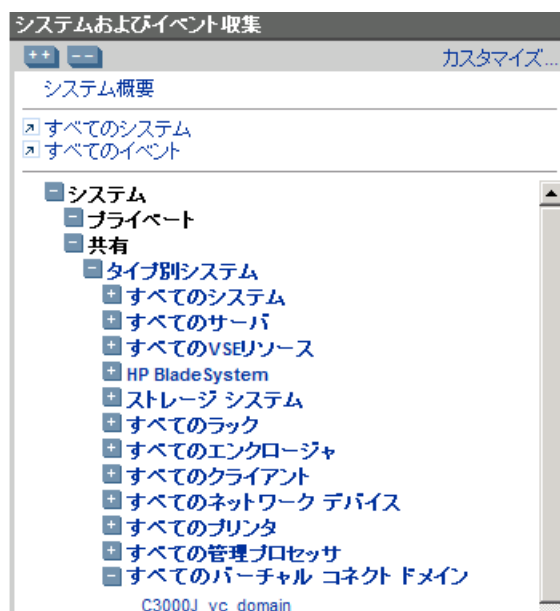 システムおよびイベント収集
++ -- カスタマイズ...
システム概要
すべてのシステム
すべてのイベント
システム
プライベート
共有
タイプ別システム
すべてのシステム
すべてのサーバ
すべてのVSEリソース
HP BladeSystem
ストレージ システム
すべてのラック
すべてのエンクロージャ
すべてのクライアント
すべてのネットワーク デバイス
すべてのプリンタ
すべての管理プロセッサ
すべてのバーチャル コネクト ドメイン
C3000J_vc_domain